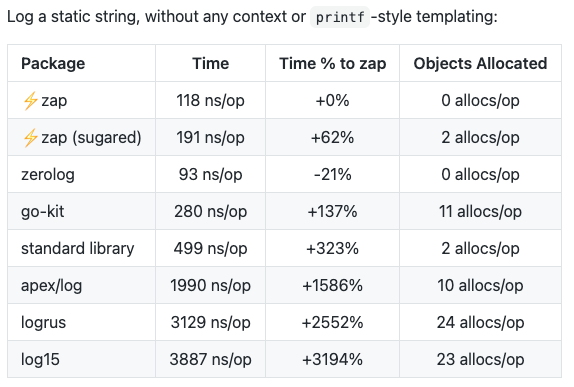 Log a static string, without any context or printf -style templating:
Package Time Time % to zap Objects Allocated
⚡zap 118 ns/op +0% 0 allocs/op
⚡zap (sugared) 191 ns/op +62% 2 allocs/op
zerolog 93 ns/op -21% 0 allocs/op
go-kit 280 ns/op +137% 11 allocs/op
standard library 499 ns/op +323% 2 allocs/op
apex/log 1990 ns/op +1586% 10 allocs/op
logrus 3129 ns/op +2552% 24 allocs/op
log15 3887 ns/op +3194% 23 allocs/op